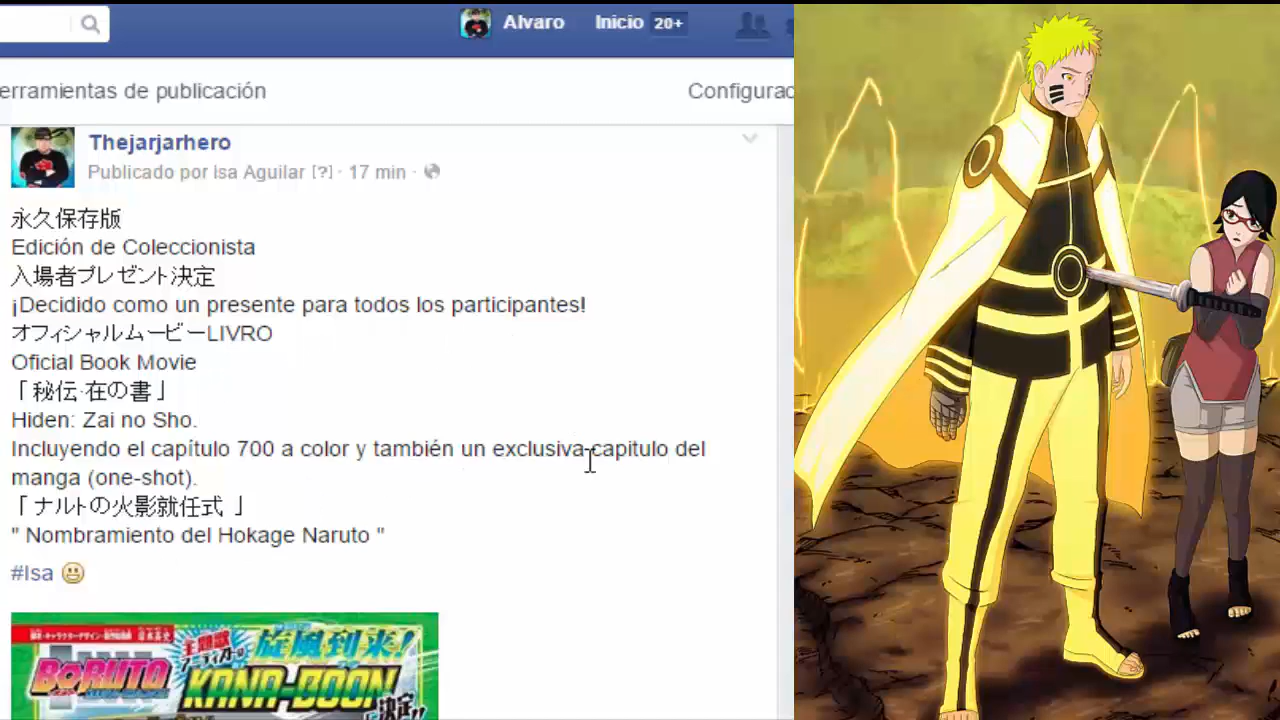 Alvaro Inicio 20+
erramientas de publicación Configurac
Thejarjarhero
Publicado por Isa Aguilar [?] · 17 min ·
永久保存版
Edición de Coleccionista
入場者プレゼント決定
¡Decidido como un presente para todos los participantes!
オフィシャルムービーLIVRO
Oficial Book Movie
「秘伝·在の書」
Hiden: Zai no Sho.
Incluyendo el capítulo 700 a color y también un exclusiva capitulo del
manga (one-shot).
「ナルトの火影就任式 」
" Nombramiento del Hokage Naruto "
#Isa
主題歌
旋風到来!
BORUTO
KANA-BOON
決定!!